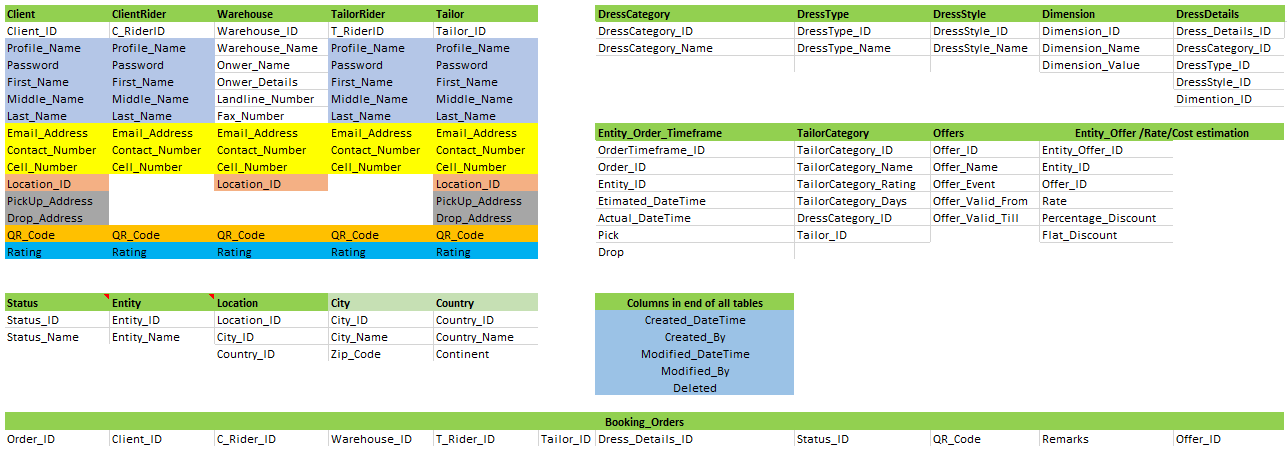 Client ClientRider Warehouse TailorRider Tailor
Client_ID C_RiderID Warehouse_ID T_RiderID Tailor_ID
Profile_Name Profile_Name Warehouse_Name Profile_Name Profile_Name
Password Password Onwer_Name Password Password
First_Name First_Name Onwer_Details First_Name First_Name
Middle_Name Middle_Name Landline_Number Middle_Name Middle_Name
Last_Name Last_Name Fax_Number Last_Name Last_Name
Email_Address Email_Address Email_Address Email_Address Email_Address
Contact_Number Contact_Number Contact_Number Contact_Number Contact_Number
Cell_Number Cell_Number Cell_Number Cell_Number Cell_Number
Location_ID Location_ID Location_ID
PickUp_Address PickUp_Address
Drop_Address Drop_Address
QR_Code QR_Code QR_Code QR_Code QR_Code
Rating Rating Rating Rating Rating
DressCategory DressType DressStyle Dimension DressDetails
DressCategory_ID DressType_ID DressStyle_ID Dimension_ID Dress_Details_ID
DressCategory_Name DressType_Name DressStyle_Name Dimension_Name DressCategory_ID
Dimension_Value DressType_ID
DressStyle_ID
Dimention_ID
Entity_Order_Timeframe TailorCategory Offers Entity_Offer /Rate/Cost estimation
OrderTimeframe_ID TailorCategory_ID Offer_ID Entity_Offer_ID
Order_ID TailorCategory_Name Offer_Name Entity_ID
Entity_ID TailorCategory_Rating Offer_Event Offer_ID
Etimated_DateTime TailorCategory_Days Offer_Valid_From Rate
Actual_DateTime DressCategory_ID Offer_Valid_Till Percentage_Discount
Pick Tailor_ID Flat_Discount
Drop
Status Entity Location City Country
Status_ID Entity_ID Location_ID City_ID Country_ID
Status_Name Entity_Name City_ID City_Name Country_Name
Country_ID Zip_Code Continent
Columns in end of all tables
Created_DateTime
Created_By
Modified_DateTime
Modified_By
Deleted
Booking_Orders
Order_ID Client_ID C_Rider_ID Warehouse_ID T_Rider_ID Tailor_ID Dress_Details_ID Status_ID QR_Code Remarks Offer_ID